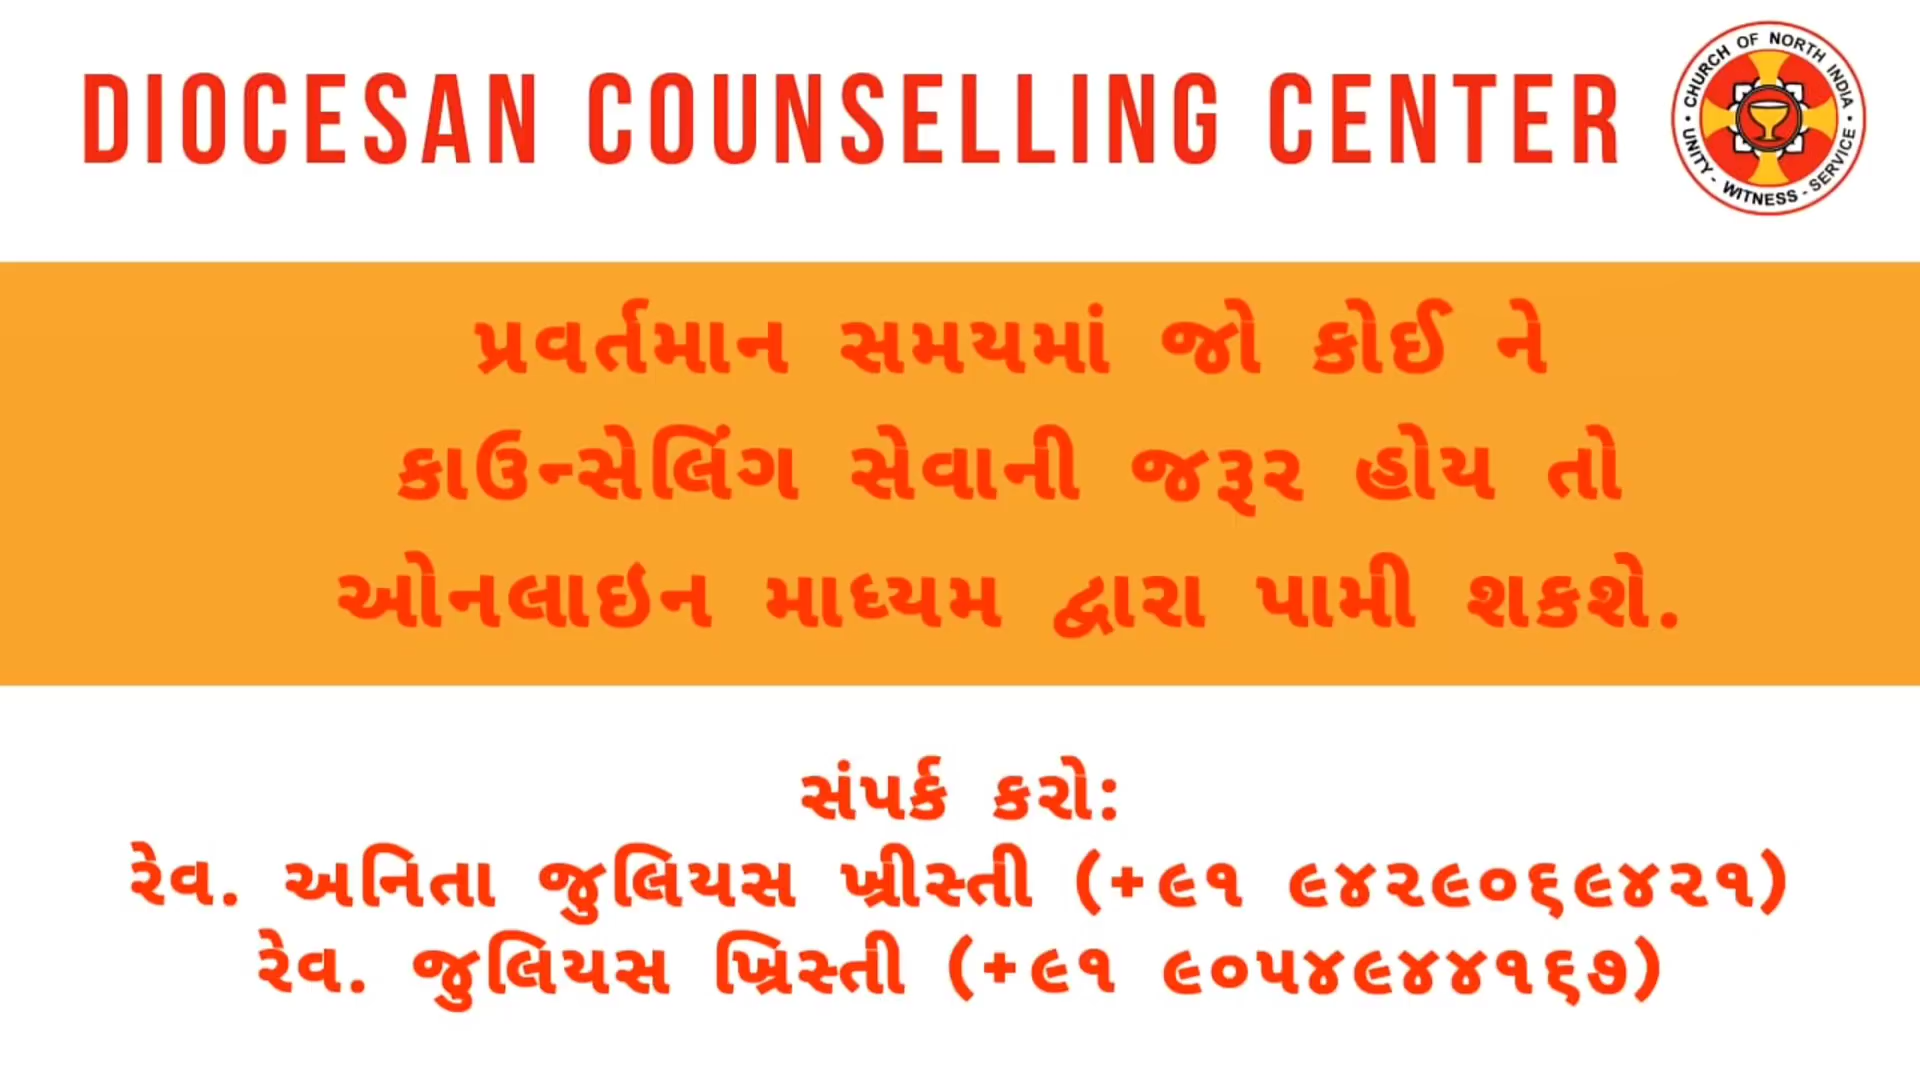 DIOCESAN COUNSELLING CENTER
CHURCH OF NORTH INDIA
UNITY - WITNESS - SERVICE
પ્રવર્તમાન સમયમાં જો કોઈ ને
કાઉન્સેલિંગ સેવાની જરૂર હોય તો
ઓનલાઇન માધ્યમ દ્વારા પામી શકશે.
સંપર્ક કરો:
રેવ. અનિતા જુલિયસ ખ્રીસ્તી (+૯૧ ૯૪૨૯૦૬૯૪૨૧)
રેવ. જુલિયસ ખ્રિસ્તી (+૯૧ ૯૦૫૪૯૪૪૧૬૭)